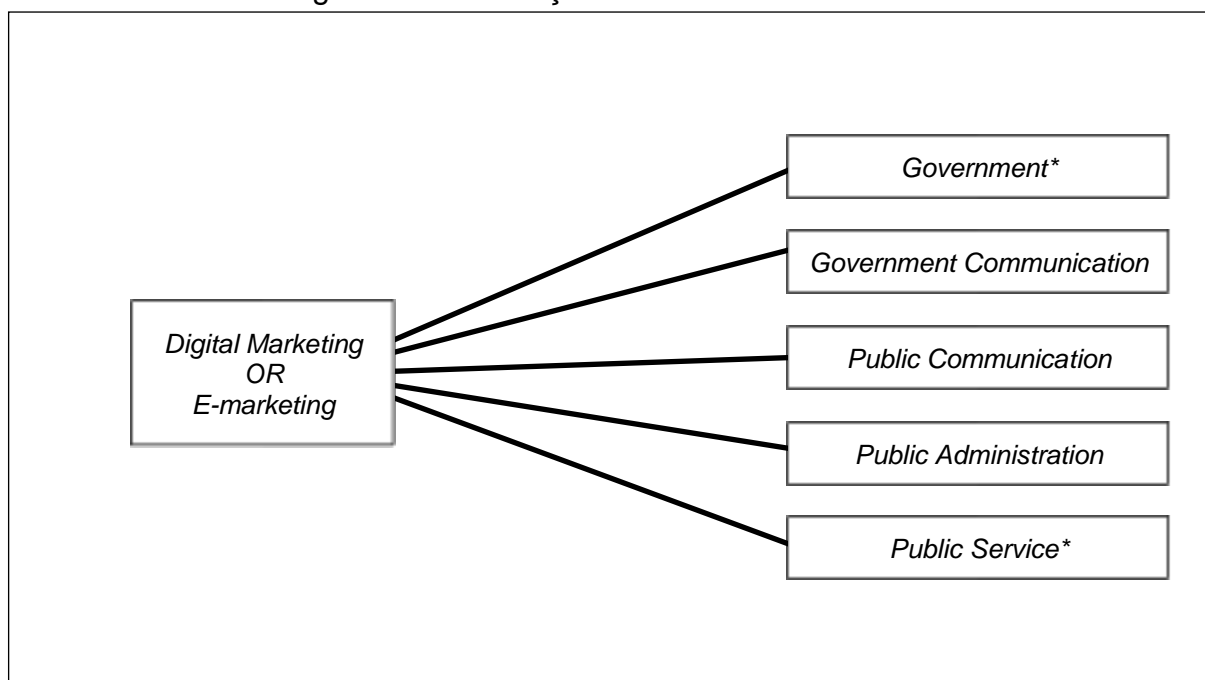 Digital Marketing
OR
E-marketing
Government*
Government Communication
Public Communication
Public Administration
Public Service*